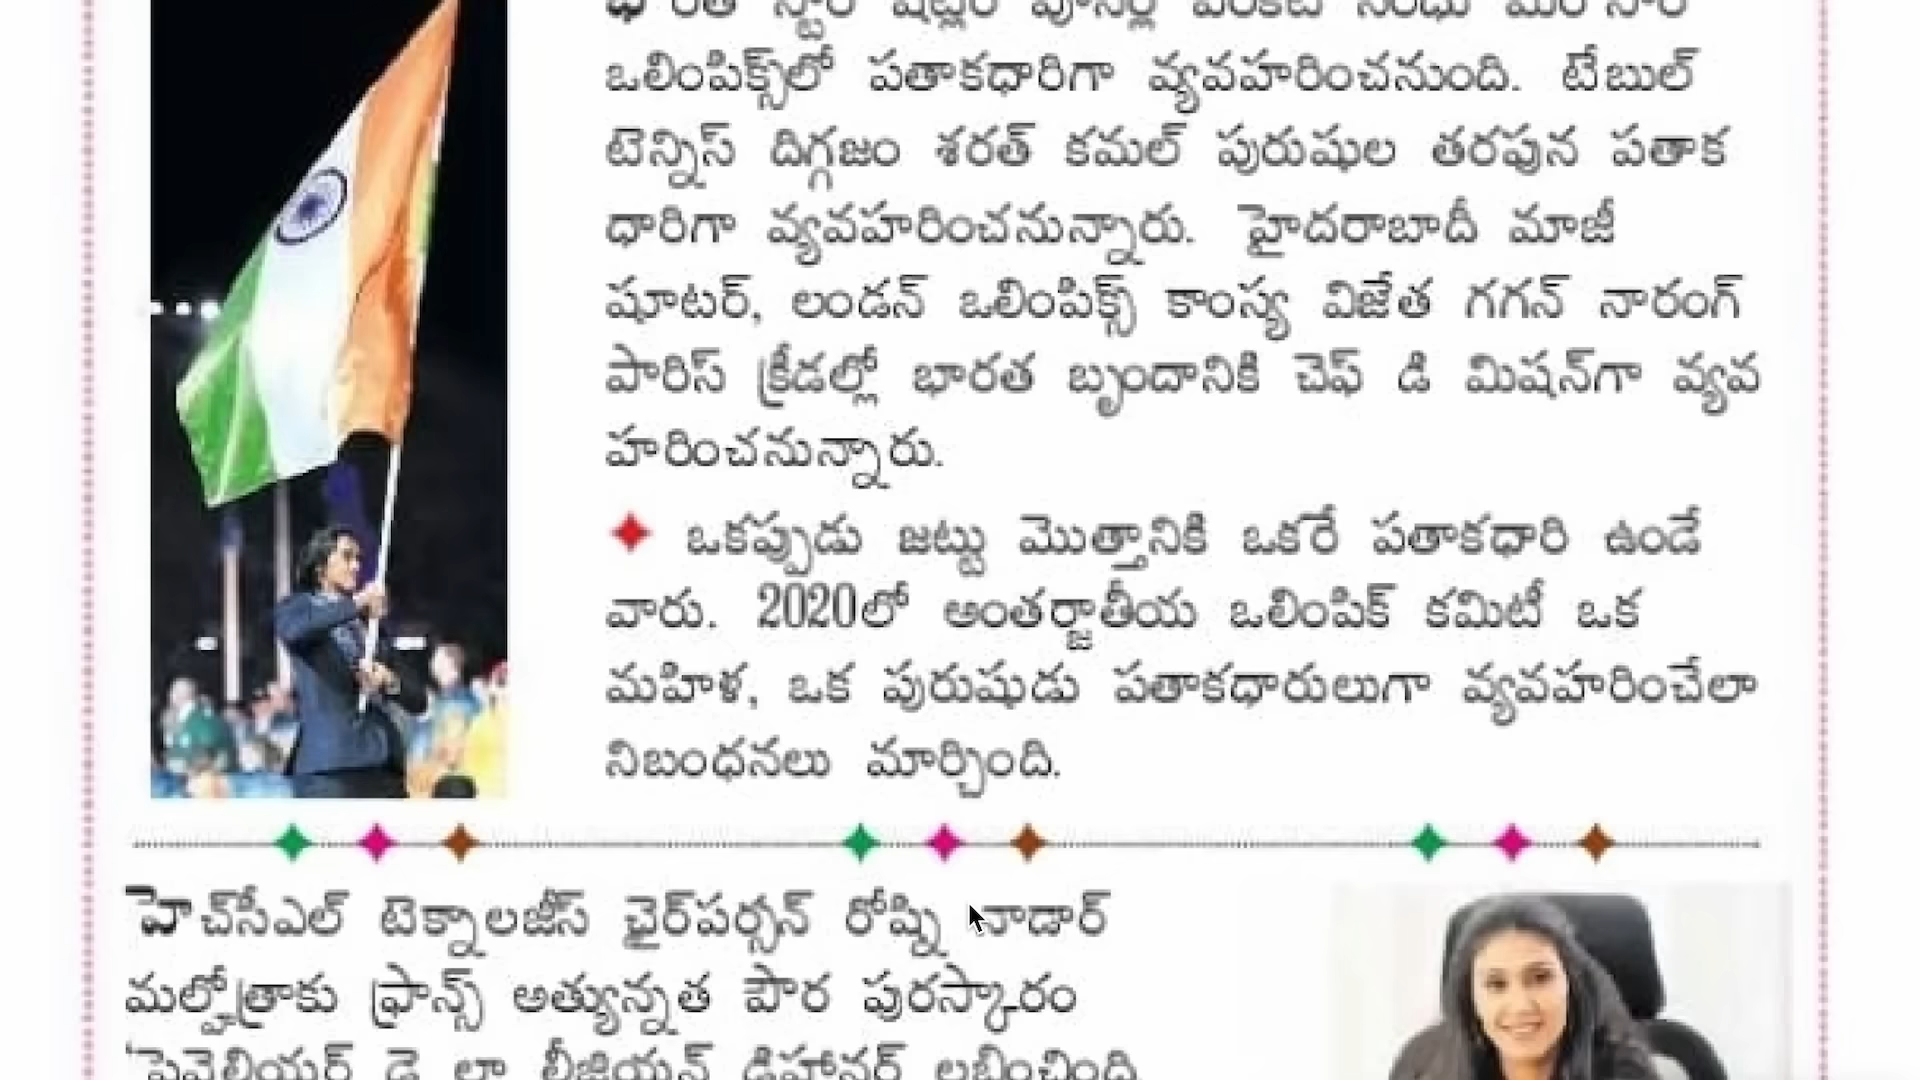 ఒలింపిక్స్‌లో పతాకధారిగా వ్యవహరించనుంది. టేబుల్
టెన్నిస్ దిగ్గజం శరత్ కమల్ పురుషుల తరపున పతాక
ధారిగా వ్యవహరించనున్నారు. హైదరాబాదీ మాజీ
షూటర్, లండన్ ఒలింపిక్స్ కాంస్య విజేత గగన్ నారంగ్
పారిస్ క్రీడల్లో భారత బృందానికి చెఫ్ డి మిషన్‌గా వ్యవ
హరించనున్నారు.
ఒకప్పుడు జట్టు మొత్తానికి ఒకరే పతాకధారి ఉండే
వారు. 2020లో అంతర్జాతీయ ఒలింపిక్ కమిటీ ఒక
మహిళ, ఒక పురుషుడు పతాకధారులుగా వ్యవహరించేలా
నిబంధనలు మార్చింది.
హెచ్‌సీఎల్ టెక్నాలజీస్ ఛైర్‌పర్సన్ రోష్ని నాడార్
మల్హోత్రాకు ఫ్రాన్స్ అత్యున్నత పౌర పురస్కారం